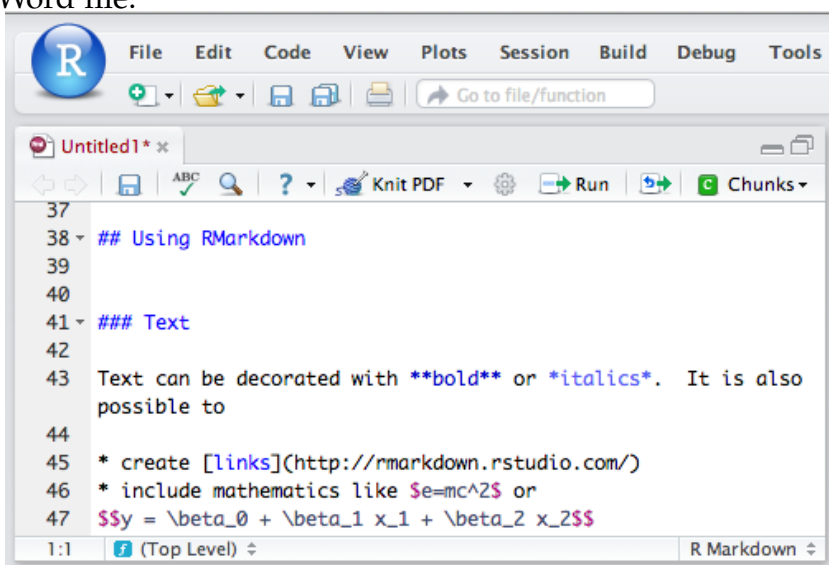 Word file.
R File Edit Code View Plots Session Build Debug Tools
Go to file/function
Untitled1*
ABC ? Knit PDF Run C Chunks
37
38 ## Using RMarkdown
39
40
41 ### Text
42
43 Text can be decorated with **bold** or *italics*. It is also
possible to
44
45 * create [links](http://rmarkdown.rstudio.com/)
46 * include mathematics like $e=mc^2$ or
47 $$y = \beta_0 + \beta_1 x_1 + \beta_2 x_2$$
1:1 (Top Level) R Markdown